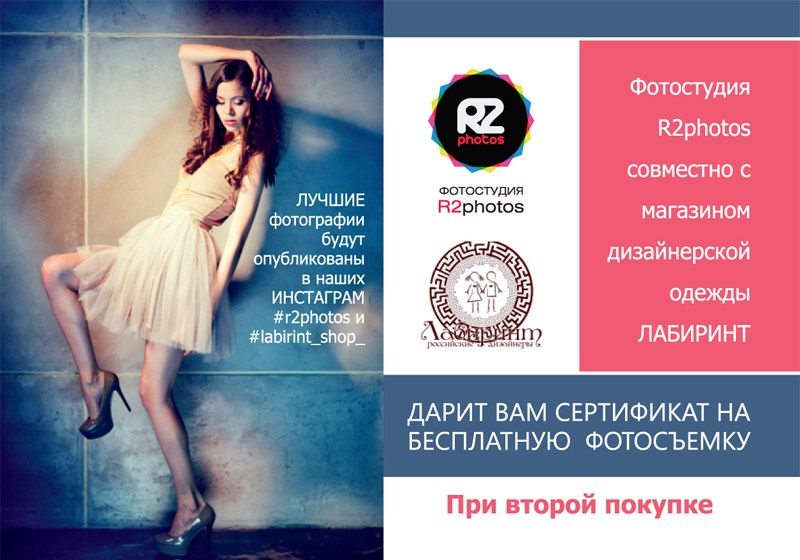 ЛУЧШИЕ
фотографии
будут
опубликованы
в наших
ИНСТАГРАМ
#r2photos и
#labirint_shop_
R2
photos
ФОТОСТУДИЯ
R2photos
Лабиринт
российские дизайнеры
Фотостудия
R2photos
совместно с
магазином
дизайнерской
одежды
ЛАБИРИНТ
ДАРИТ ВАМ СЕРТИФИКАТ НА
БЕСПЛАТНУЮ ФОТОСЪЕМКУ
При второй покупке